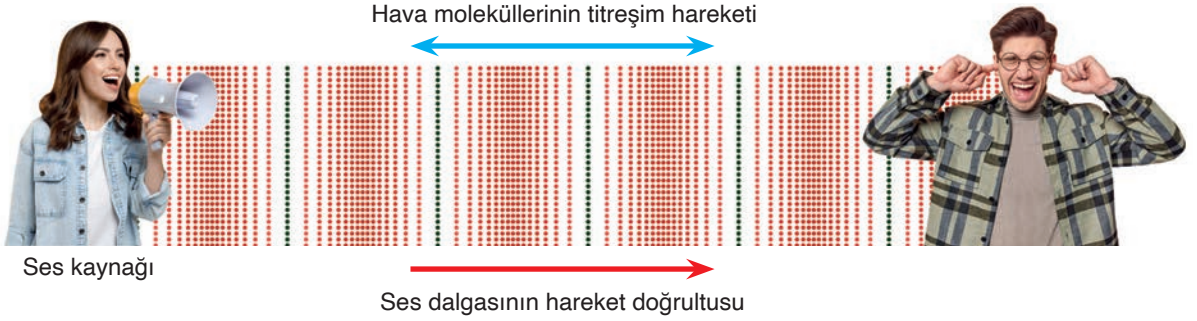 Hava moleküllerinin titreşim hareketi
Ses kaynağı
Ses dalgasının hareket doğrultusu